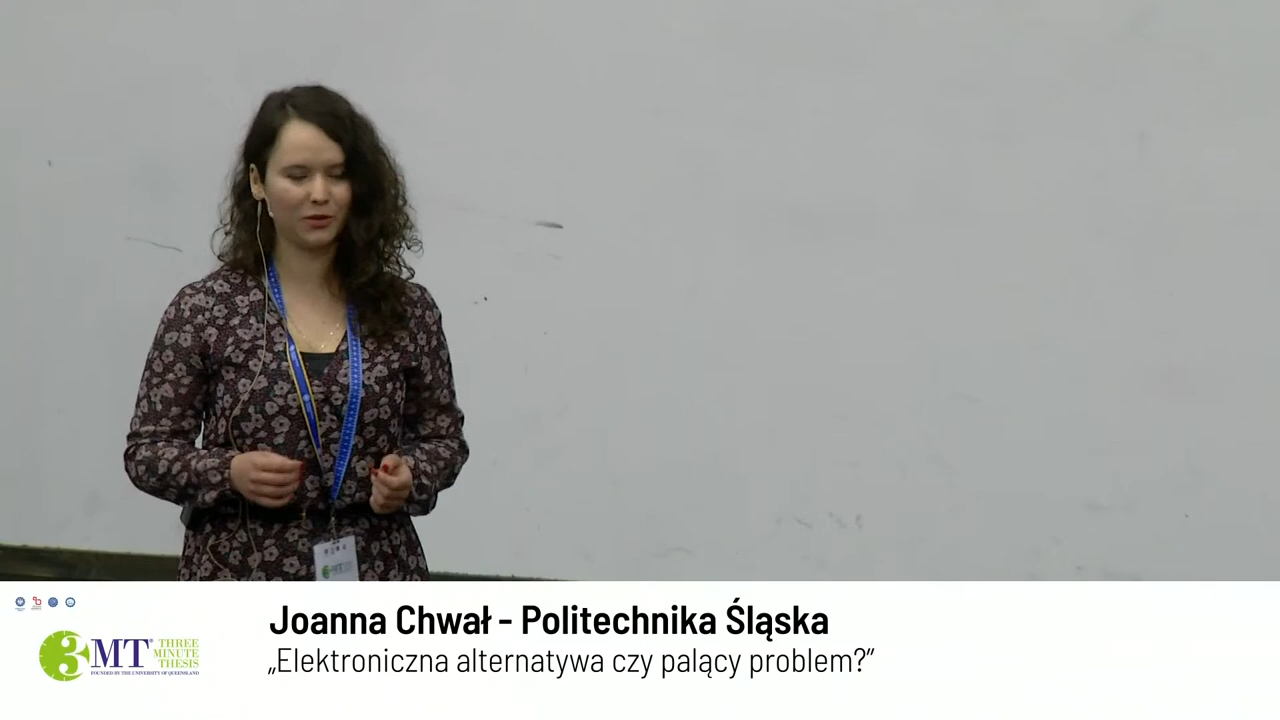 Joanna Chwał - Politechnika Śląska
„Elektroniczna alternatywa czy palący problem?”
3MT® THREE
MINUTE
THESIS
FOUNDED BY THE UNIVERSITY OF QUEENSLAND